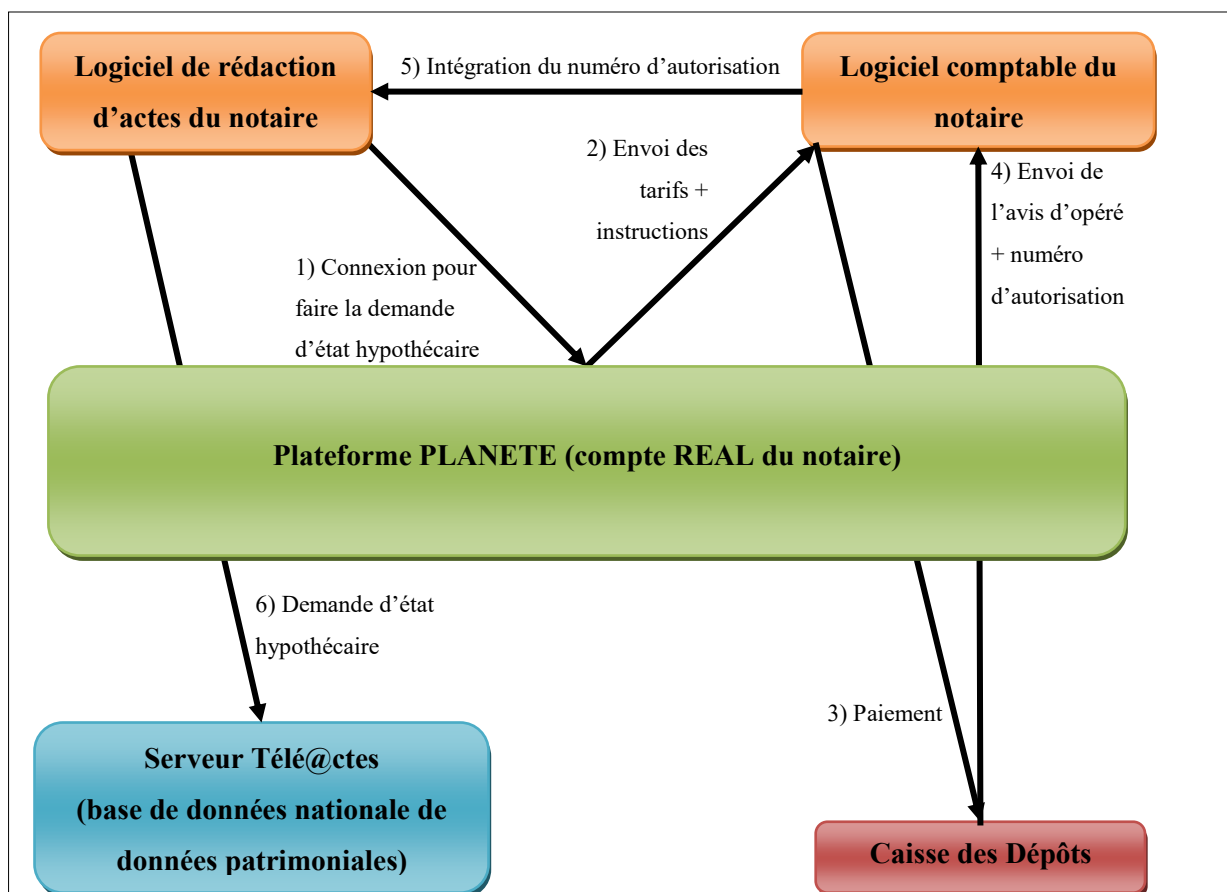 Logiciel de rédaction
d’actes du notaire
5) Intégration du numéro d’autorisation
Logiciel comptable du
notaire
2) Envoi des
tarifs +
instructions
4) Envoi de
l’avis d’opéré
+ numéro
d’autorisation
1) Connexion pour
faire la demande
d’état hypothécaire
Plateforme PLANETE (compte REAL du notaire)
6) Demande d’état
hypothécaire
3) Paiement
Serveur Télé@ctes
(base de données nationale de
données patrimoniales)
Caisse des Dépôts